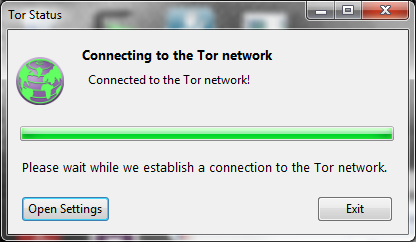 Tor Status
Connecting to the Tor network
Connected to the Tor network!
Please wait while we establish a connection to the Tor network.
Open Settings
Exit